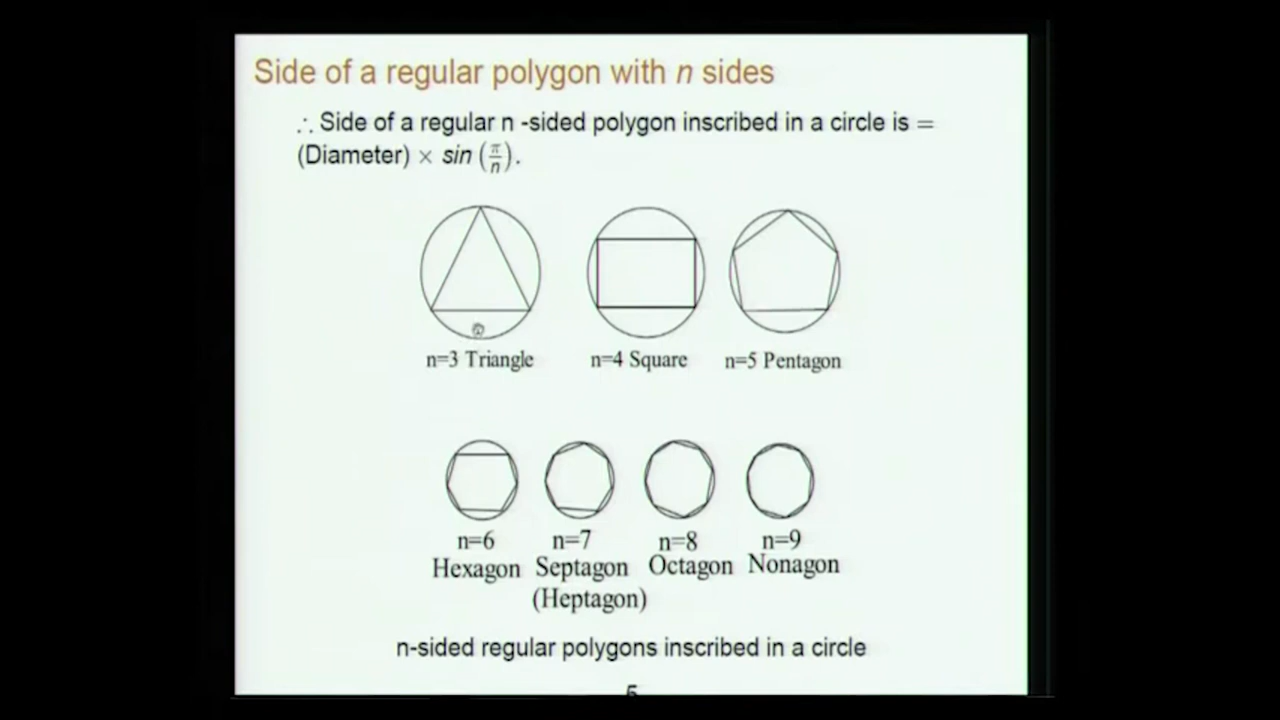 Side of a regular polygon with n sides
∴ Side of a regular n -sided polygon inscribed in a circle is =
(Diameter) × sin (π/n).
n=3 Triangle n=4 Square n=5 Pentagon
n=6 n=7 n=8 n=9
Hexagon Septagon Octagon Nonagon
(Heptagon)
n-sided regular polygons inscribed in a circle
5